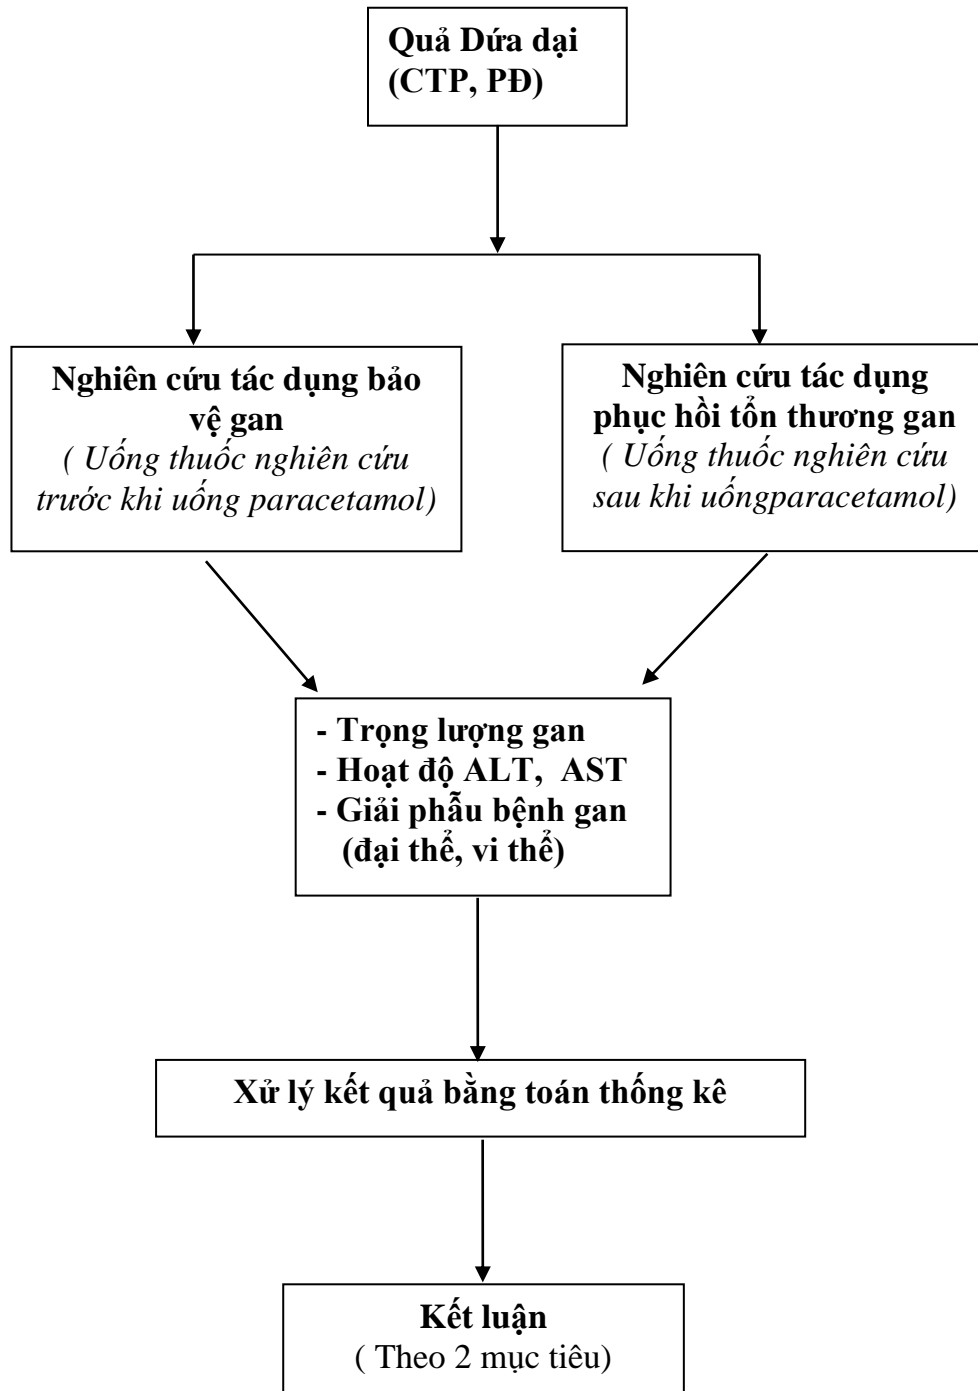 Quả Dứa dại
(CTP, PĐ)
Nghiên cứu tác dụng bảo
vệ gan
( Uống thuốc nghiên cứu
trước khi uống paracetamol)
Nghiên cứu tác dụng
phục hồi tổn thương gan
( Uống thuốc nghiên cứu
sau khi uốngparacetamol)
- Trọng lượng gan
- Hoạt độ ALT, AST
- Giải phẫu bệnh gan
(đại thể, vi thể)
Xử lý kết quả bằng toán thống kê
Kết luận
( Theo 2 mục tiêu)